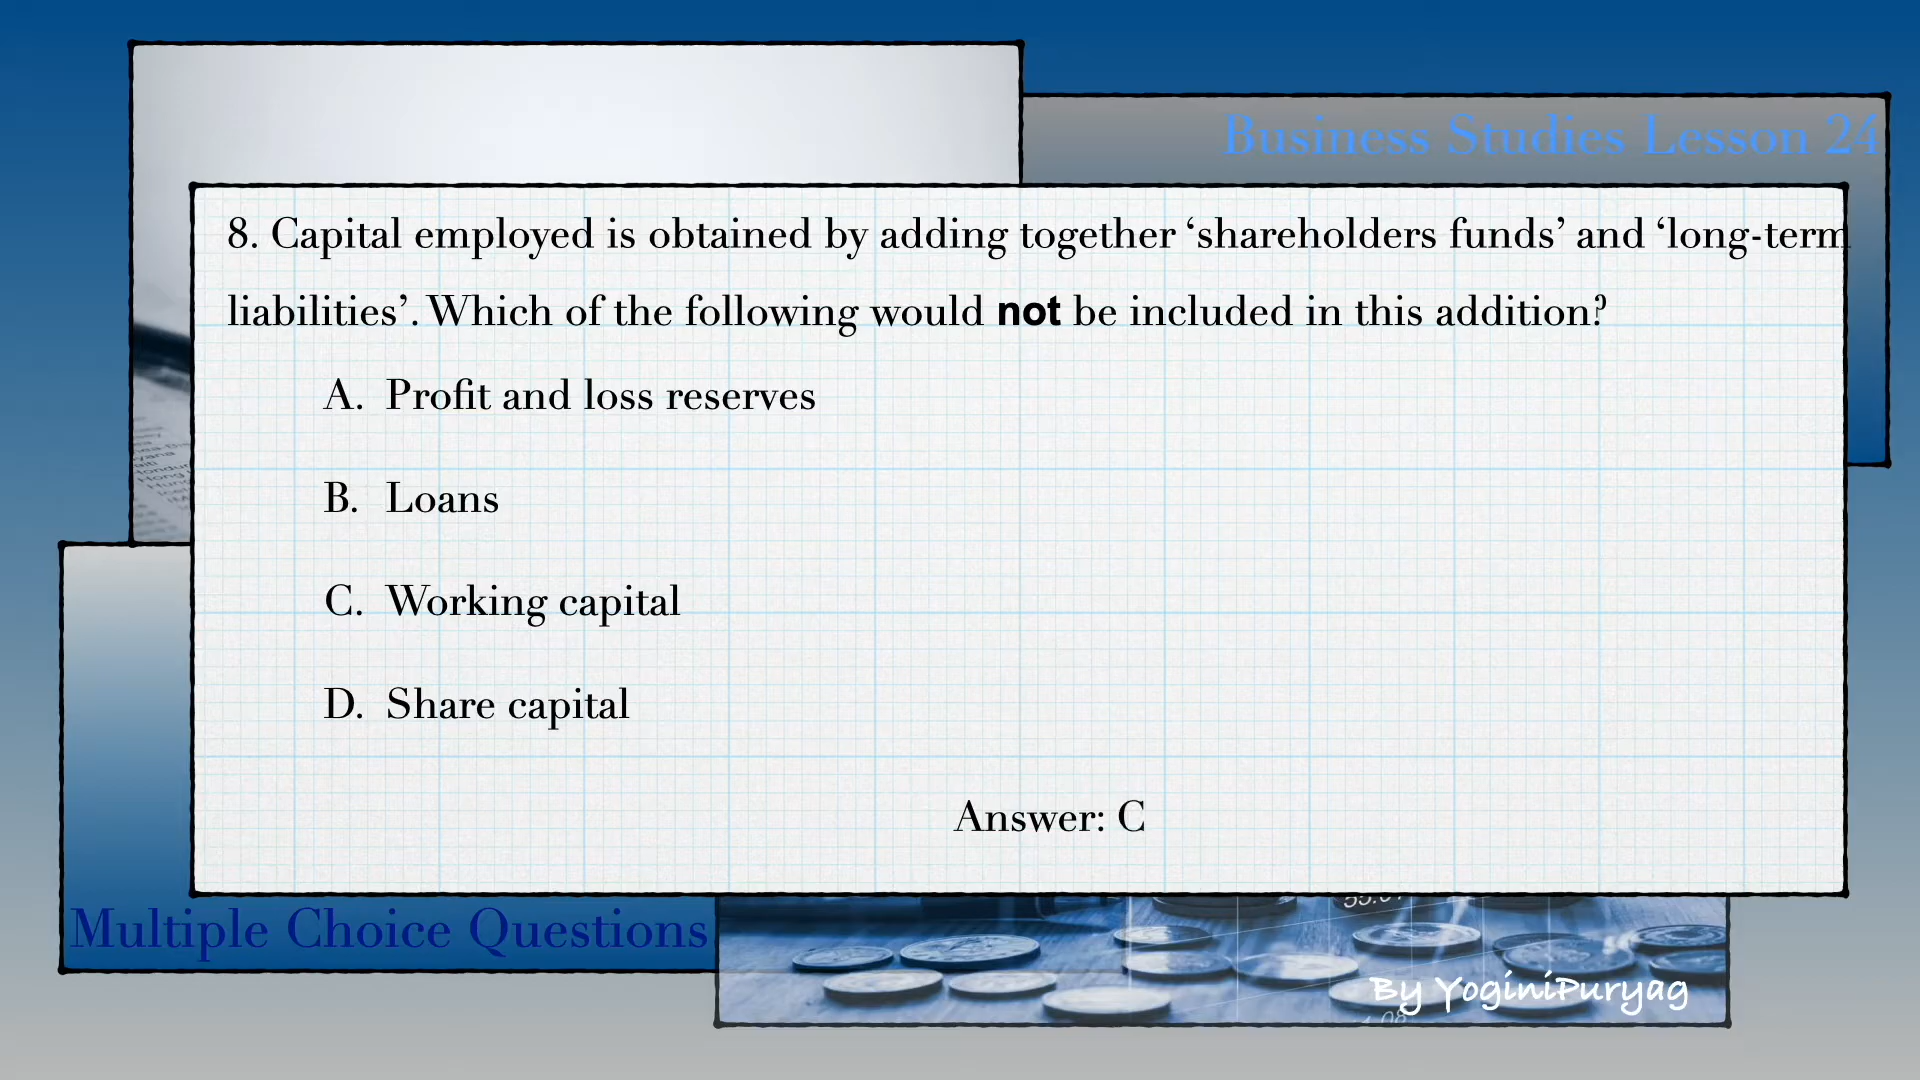 Business Studies Lesson 24
8. Capital employed is obtained by adding together ‘shareholders funds’ and ‘long-term
liabilities’. Which of the following would not be included in this addition?
A. Profit and loss reserves
B. Loans
C. Working capital
D. Share capital
Answer: C
Multiple Choice Questions
By YoginiPuryag